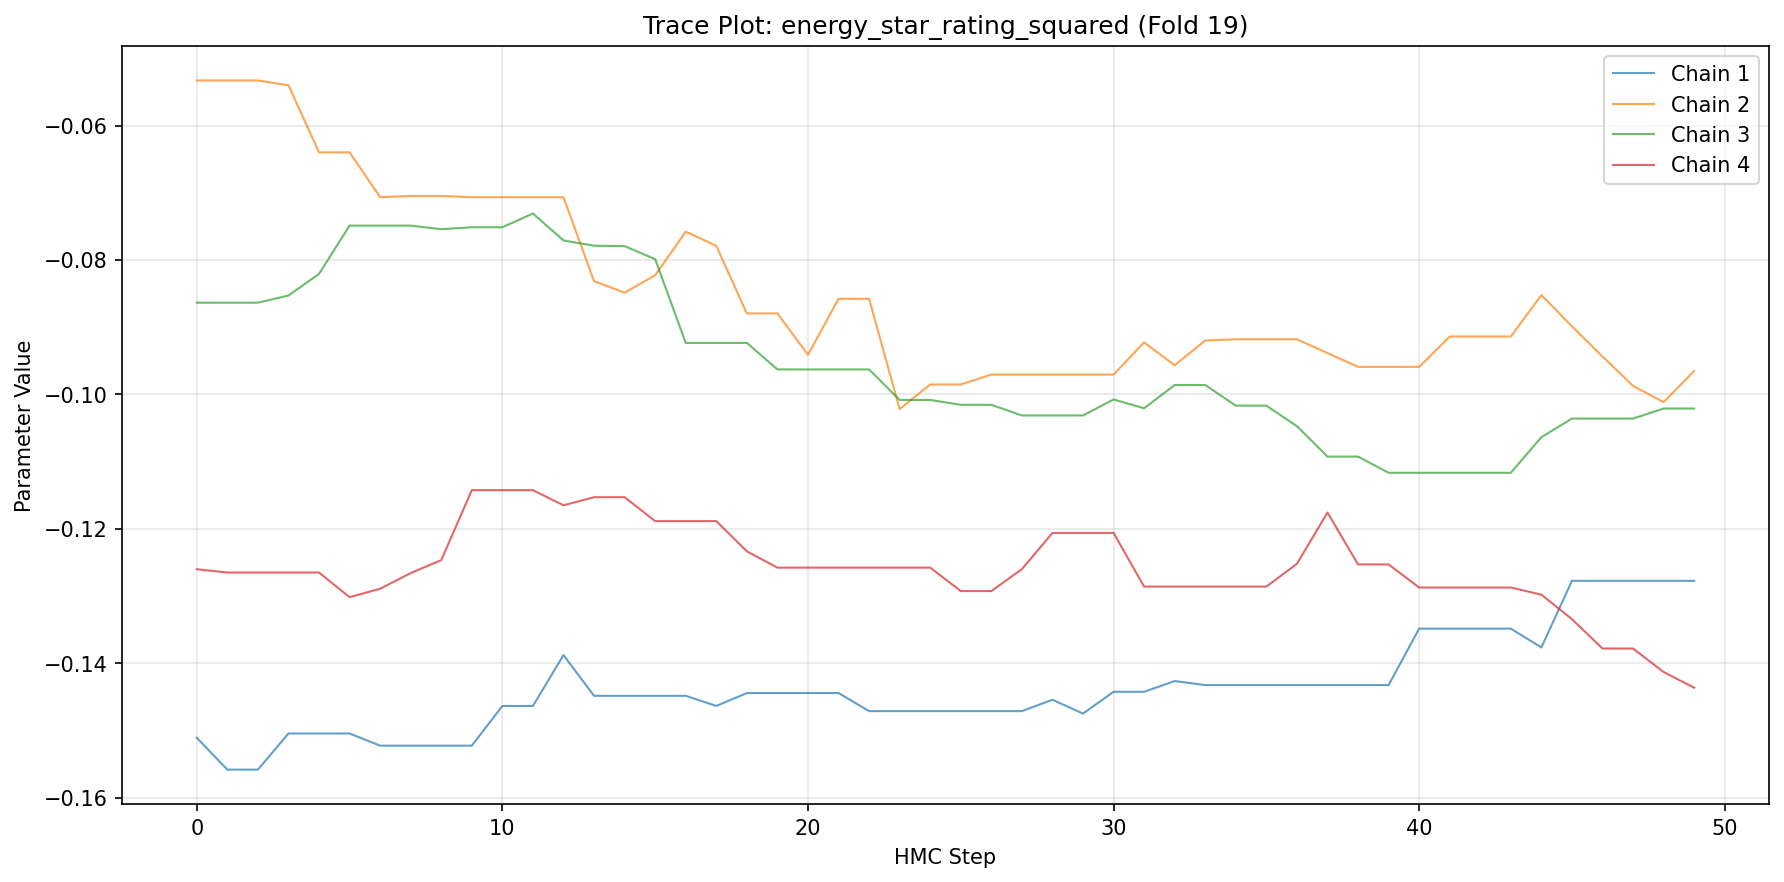 Trace Plot: energy_star_rating_squared (Fold 19)
Chain 1
Chain 2
Chain 3
Chain 4
Parameter Value
−0.06
−0.08
−0.10
−0.12
−0.14
−0.16
0 10 20 30 40 50
HMC Step